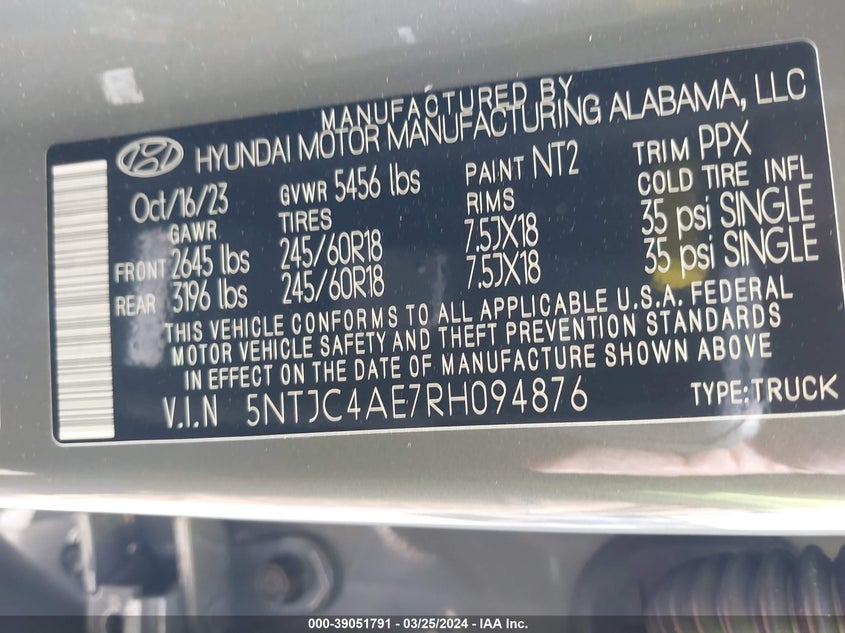 MANUFACTURED BY
HYUNDAI MOTOR MANUFACTURING ALABAMA, LLC
Oct/16/23 GVWR 5456 lbs PAINT NT2 TRIM PPX
GAWR TIRES RIMS COLD TIRE INFL
FRONT 2645 lbs 245/60R18 7.5JX18 35 psi SINGLE
REAR 3196 lbs 245/60R18 7.5JX18 35 psi SINGLE
THIS VEHICLE CONFORMS TO ALL APPLICABLE U.S.A. FEDERAL
MOTOR VEHICLE SAFETY AND THEFT PREVENTION STANDARDS
IN EFFECT ON THE DATE OF MANUFACTURE SHOWN ABOVE
V.I.N 5NTJC4AE7RH094876 TYPE:TRUCK
000-39051791 — 03/25/2024 — IAA Inc.